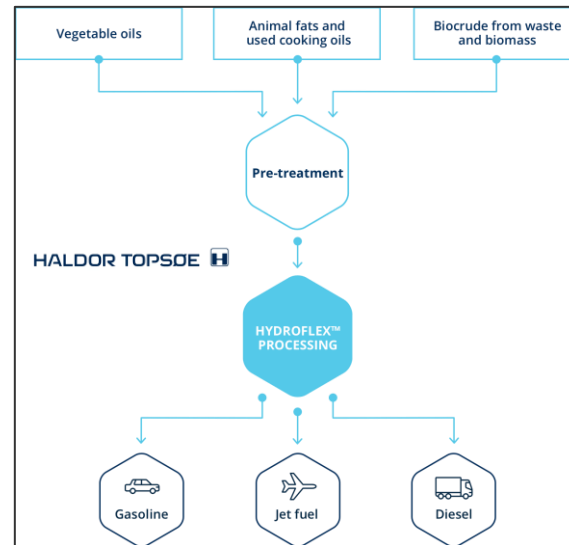 Vegetable oils
Animal fats and
used cooking oils
Biocrude from waste
and biomass
Pre-treatment
HALDOR TOPSØE H
HYDROFLEX™
PROCESSING
Gasoline
Jet fuel
Diesel